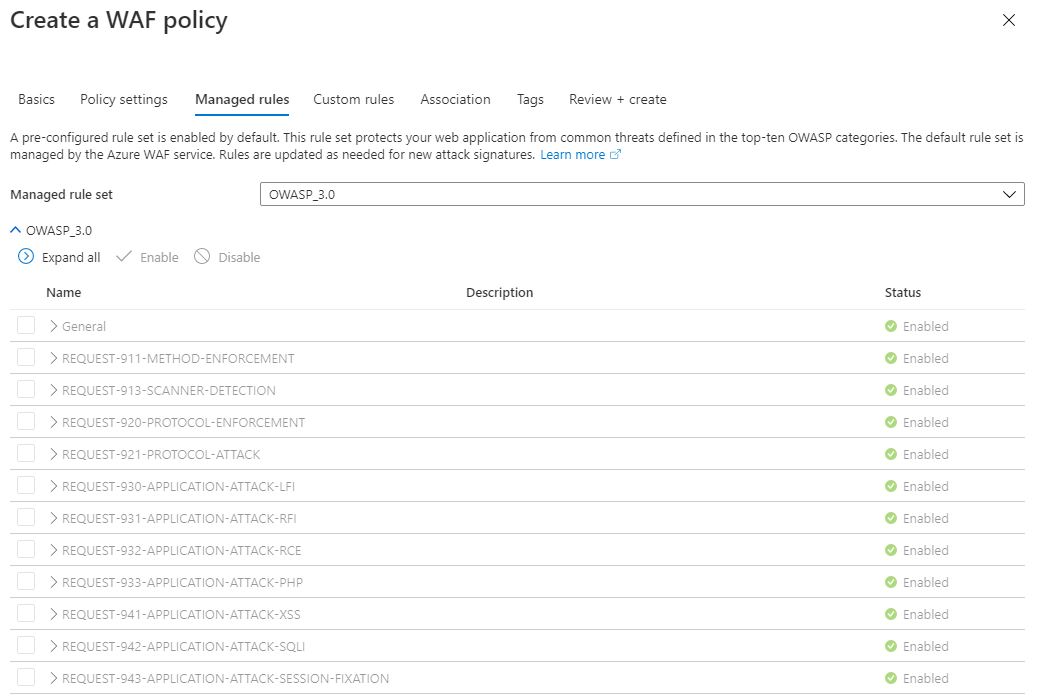 Create a WAF policy
Basics Policy settings Managed rules Custom rules Association Tags Review + create
A pre-configured rule set is enabled by default. This rule set protects your web application from common threats defined in the top-ten OWASP categories. The default rule set is
managed by the Azure WAF service. Rules are updated as needed for new attack signatures. Learn more
Managed rule set OWASP_3.0
OWASP_3.0
Expand all Enable Disable
Name Description Status
General Enabled
REQUEST-911-METHOD-ENFORCEMENT Enabled
REQUEST-913-SCANNER-DETECTION Enabled
REQUEST-920-PROTOCOL-ENFORCEMENT Enabled
REQUEST-921-PROTOCOL-ATTACK Enabled
REQUEST-930-APPLICATION-ATTACK-LFI Enabled
REQUEST-931-APPLICATION-ATTACK-RFI Enabled
REQUEST-932-APPLICATION-ATTACK-RCE Enabled
REQUEST-933-APPLICATION-ATTACK-PHP Enabled
REQUEST-941-APPLICATION-ATTACK-XSS Enabled
REQUEST-942-APPLICATION-ATTACK-SQLI Enabled
REQUEST-943-APPLICATION-ATTACK-SESSION-FIXATION Enabled